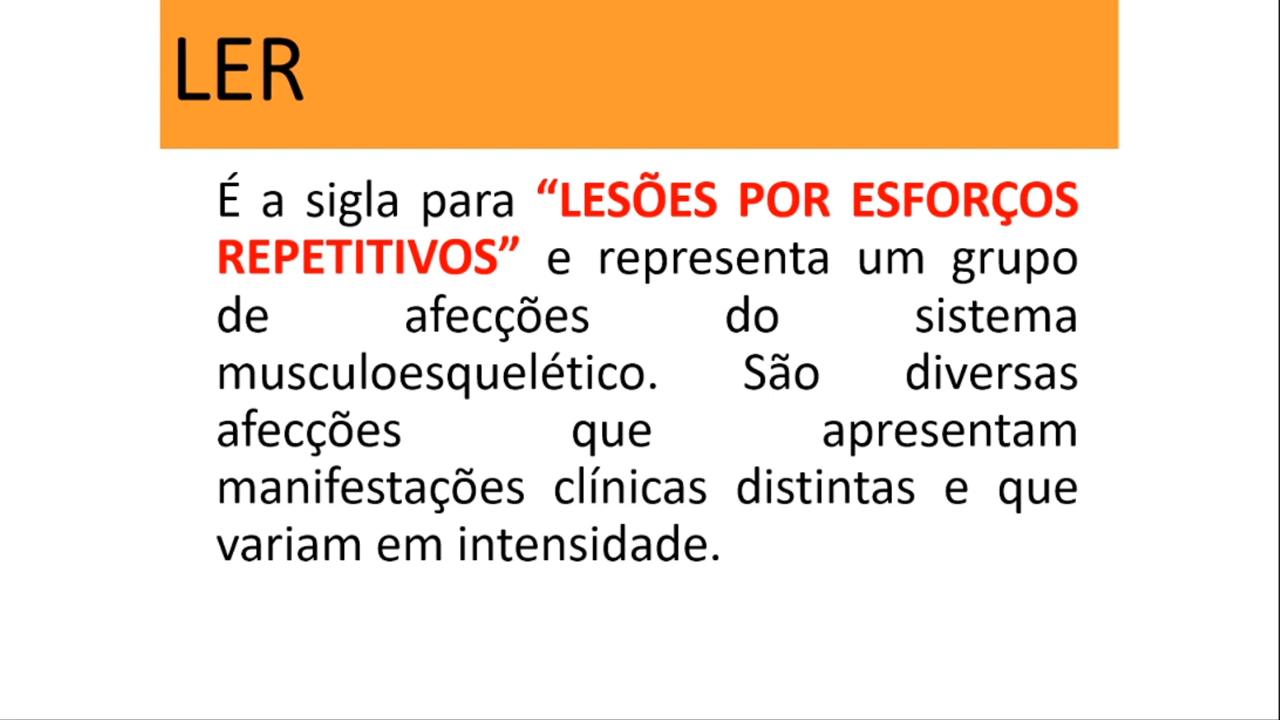 LER
É a sigla para “LESÕES POR ESFORÇOS
REPETITIVOS” e representa um grupo
de afecções do sistema
musculoesquelético. São diversas
afecções que apresentam
manifestações clínicas distintas e que
variam em intensidade.